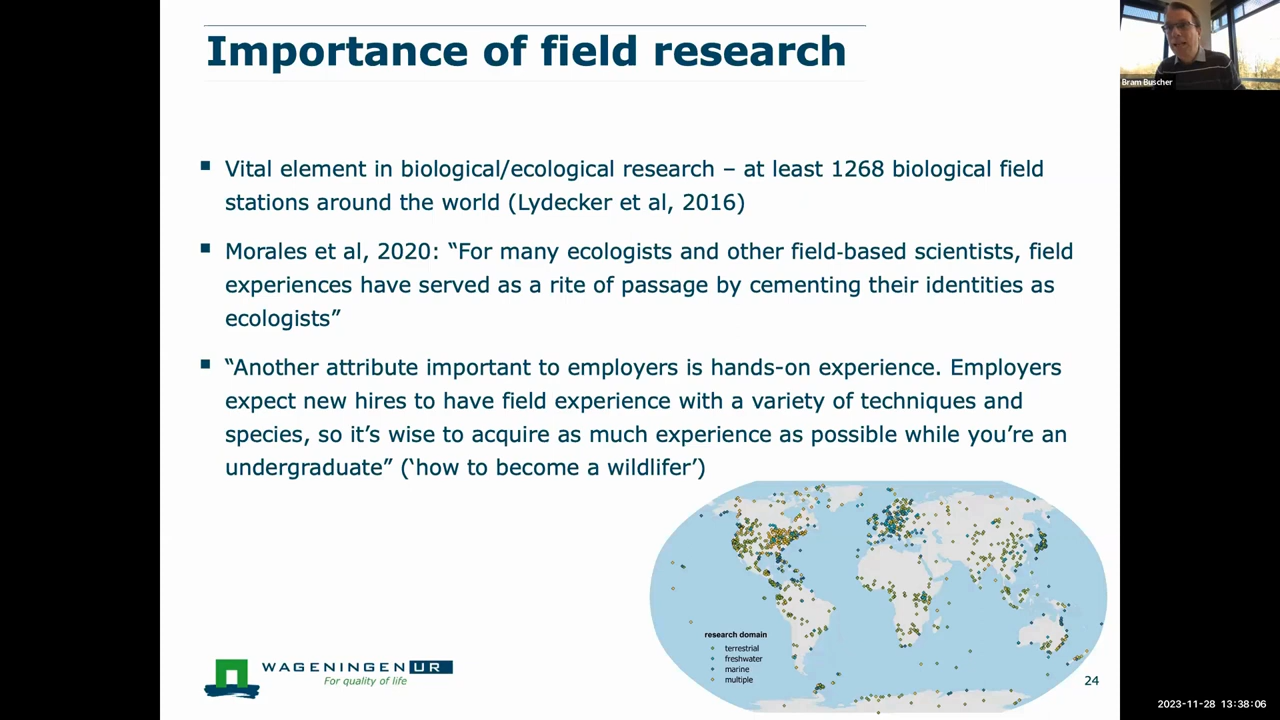 Importance of field research
Bram Buscher
▪ Vital element in biological/ecological research – at least 1268 biological field
stations around the world (Lydecker et al, 2016)
▪ Morales et al, 2020: “For many ecologists and other field-based scientists, field
experiences have served as a rite of passage by cementing their identities as
ecologists”
▪ “Another attribute important to employers is hands-on experience. Employers
expect new hires to have field experience with a variety of techniques and
species, so it’s wise to acquire as much experience as possible while you’re an
undergraduate” (‘how to become a wildlifer’)
research domain
terrestrial
freshwater
marine
multiple
WAGENINGEN UR
For quality of life
24
2023-11-28 13:38:06